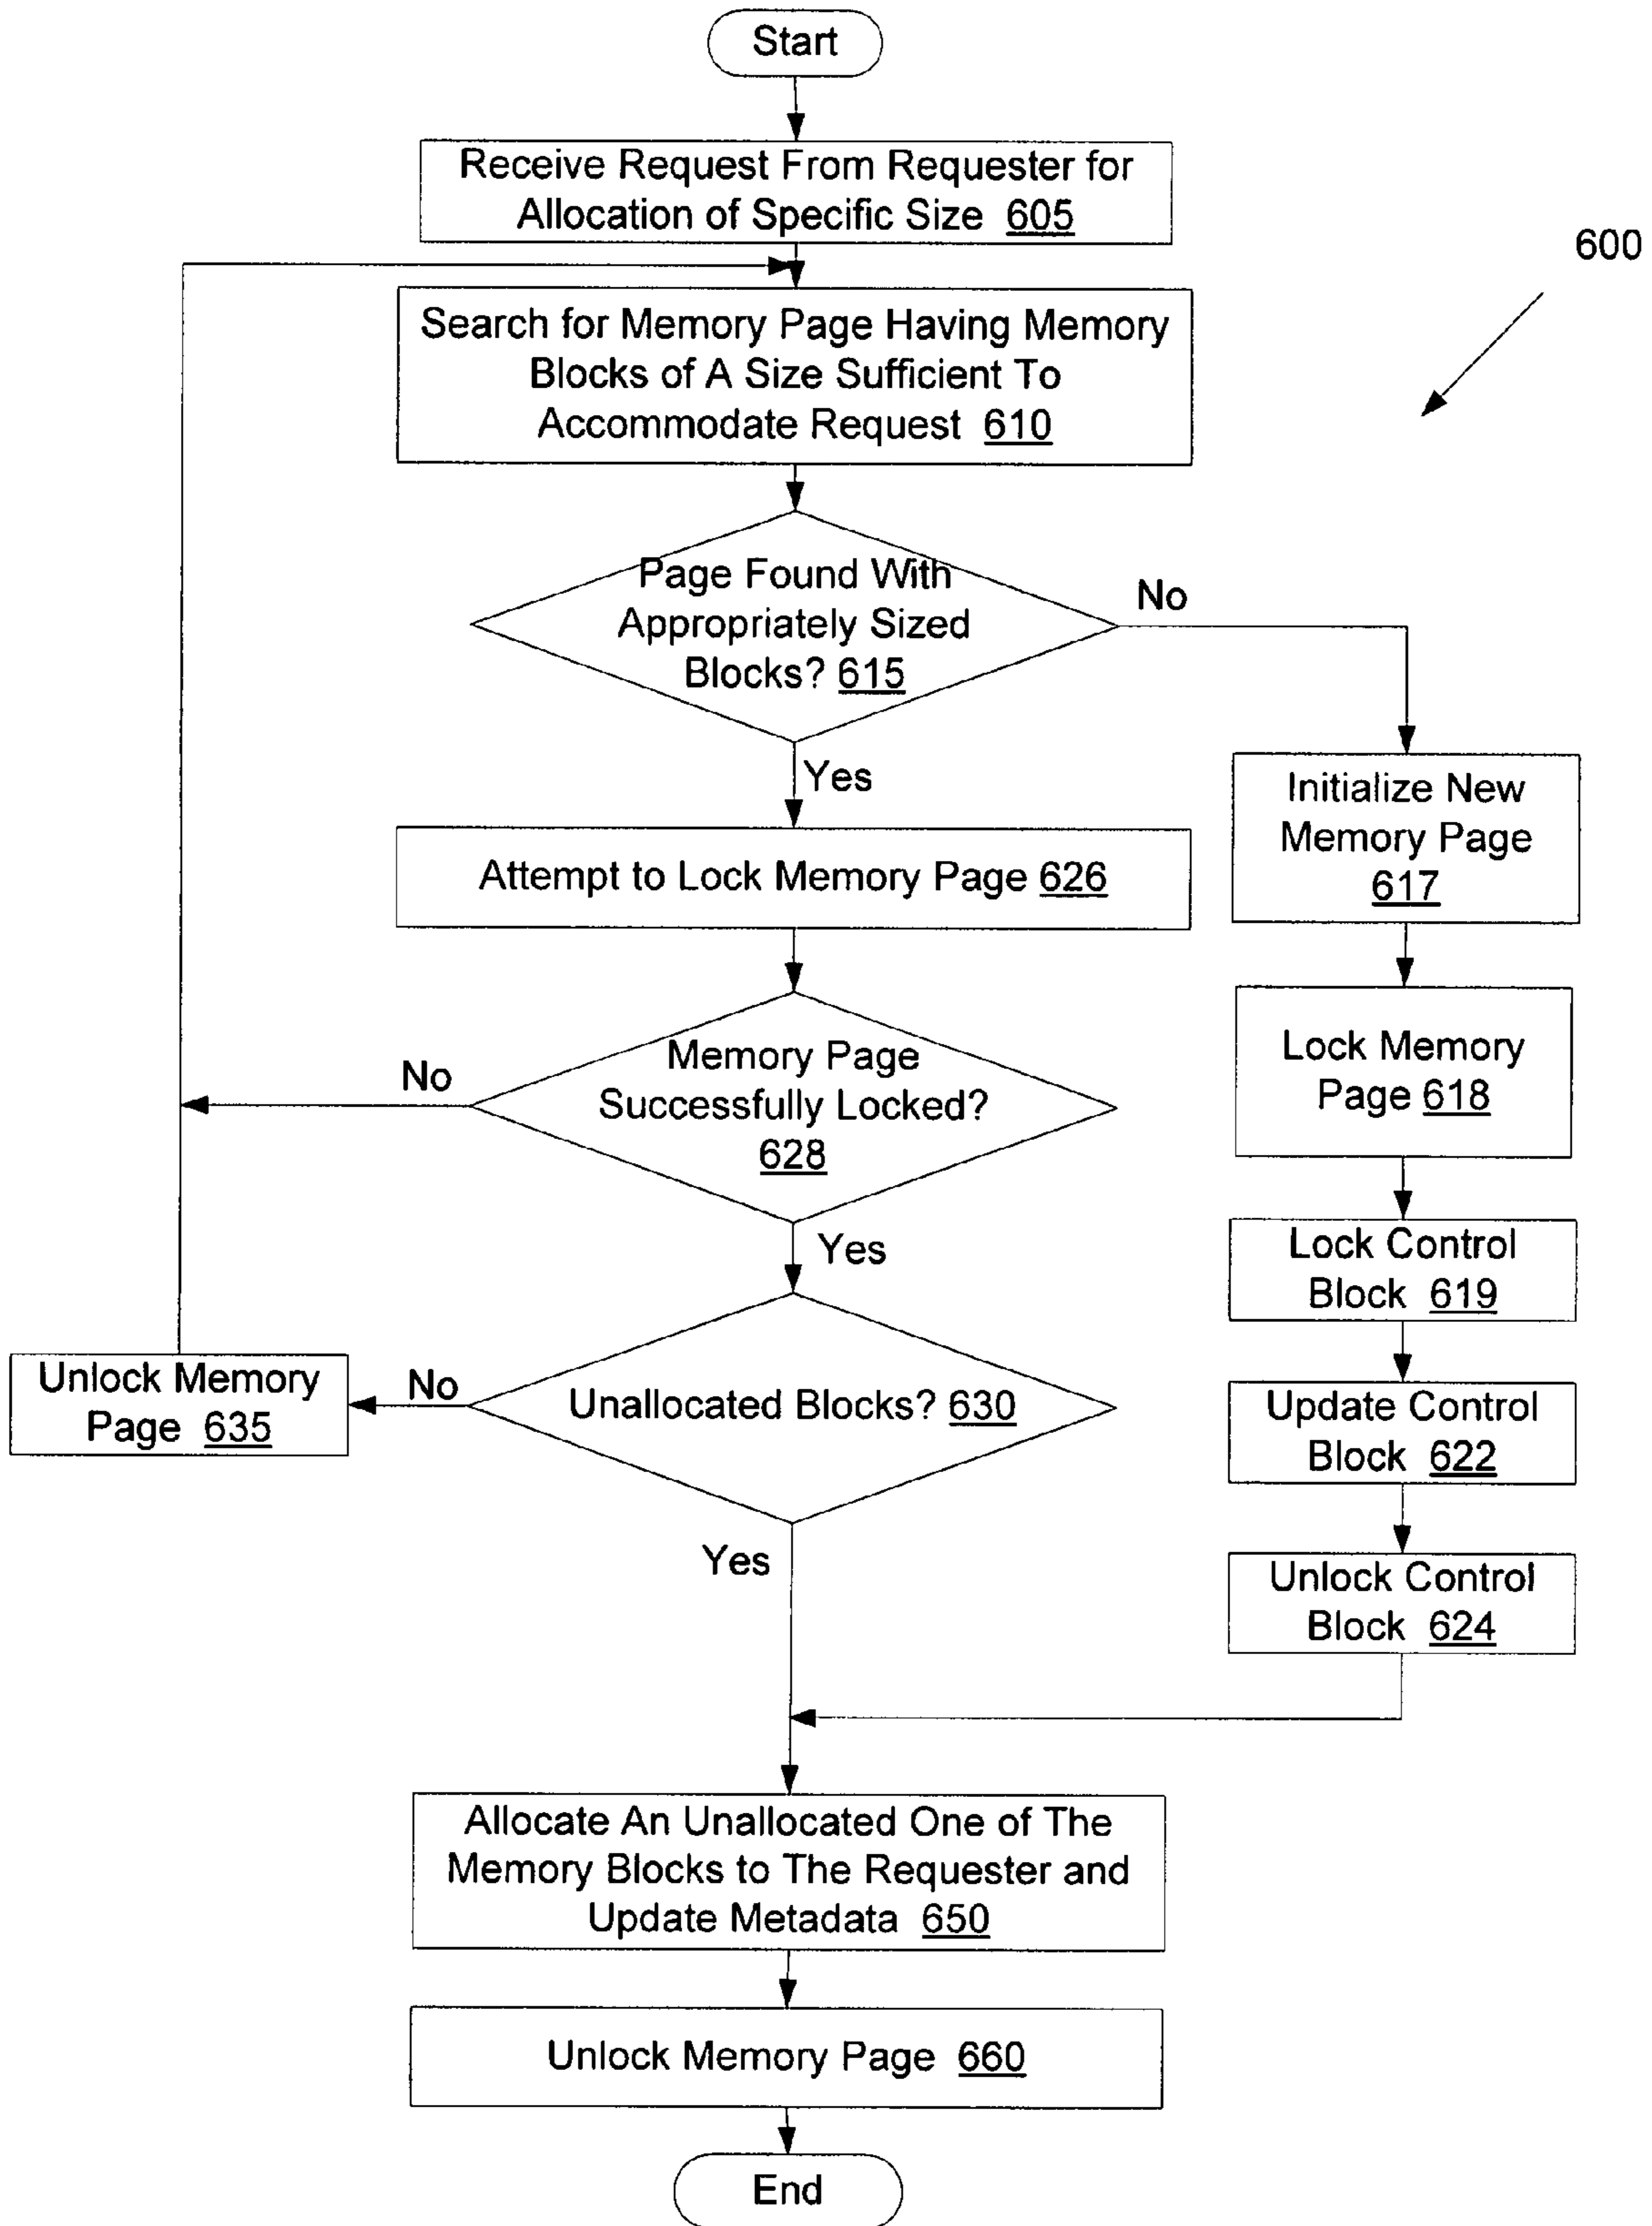 Start
Receive Request From Requester for
Allocation of Specific Size 605
600
Search for Memory Page Having Memory
Blocks of A Size Sufficient To
Accommodate Request 610
Page Found With
Appropriately Sized
Blocks? 615
No
Yes
Initialize New
Memory Page
617
Attempt to Lock Memory Page 626
Lock Memory
Page 618
Memory Page
Successfully Locked?
628
No
Yes
Lock Control
Block 619
Unallocated Blocks? 630
No
Unlock Memory
Page 635
Update Control
Block 622
Yes
Unlock Control
Block 624
Allocate An Unallocated One of The
Memory Blocks to The Requester and
Update Metadata 650
Unlock Memory Page 660
End